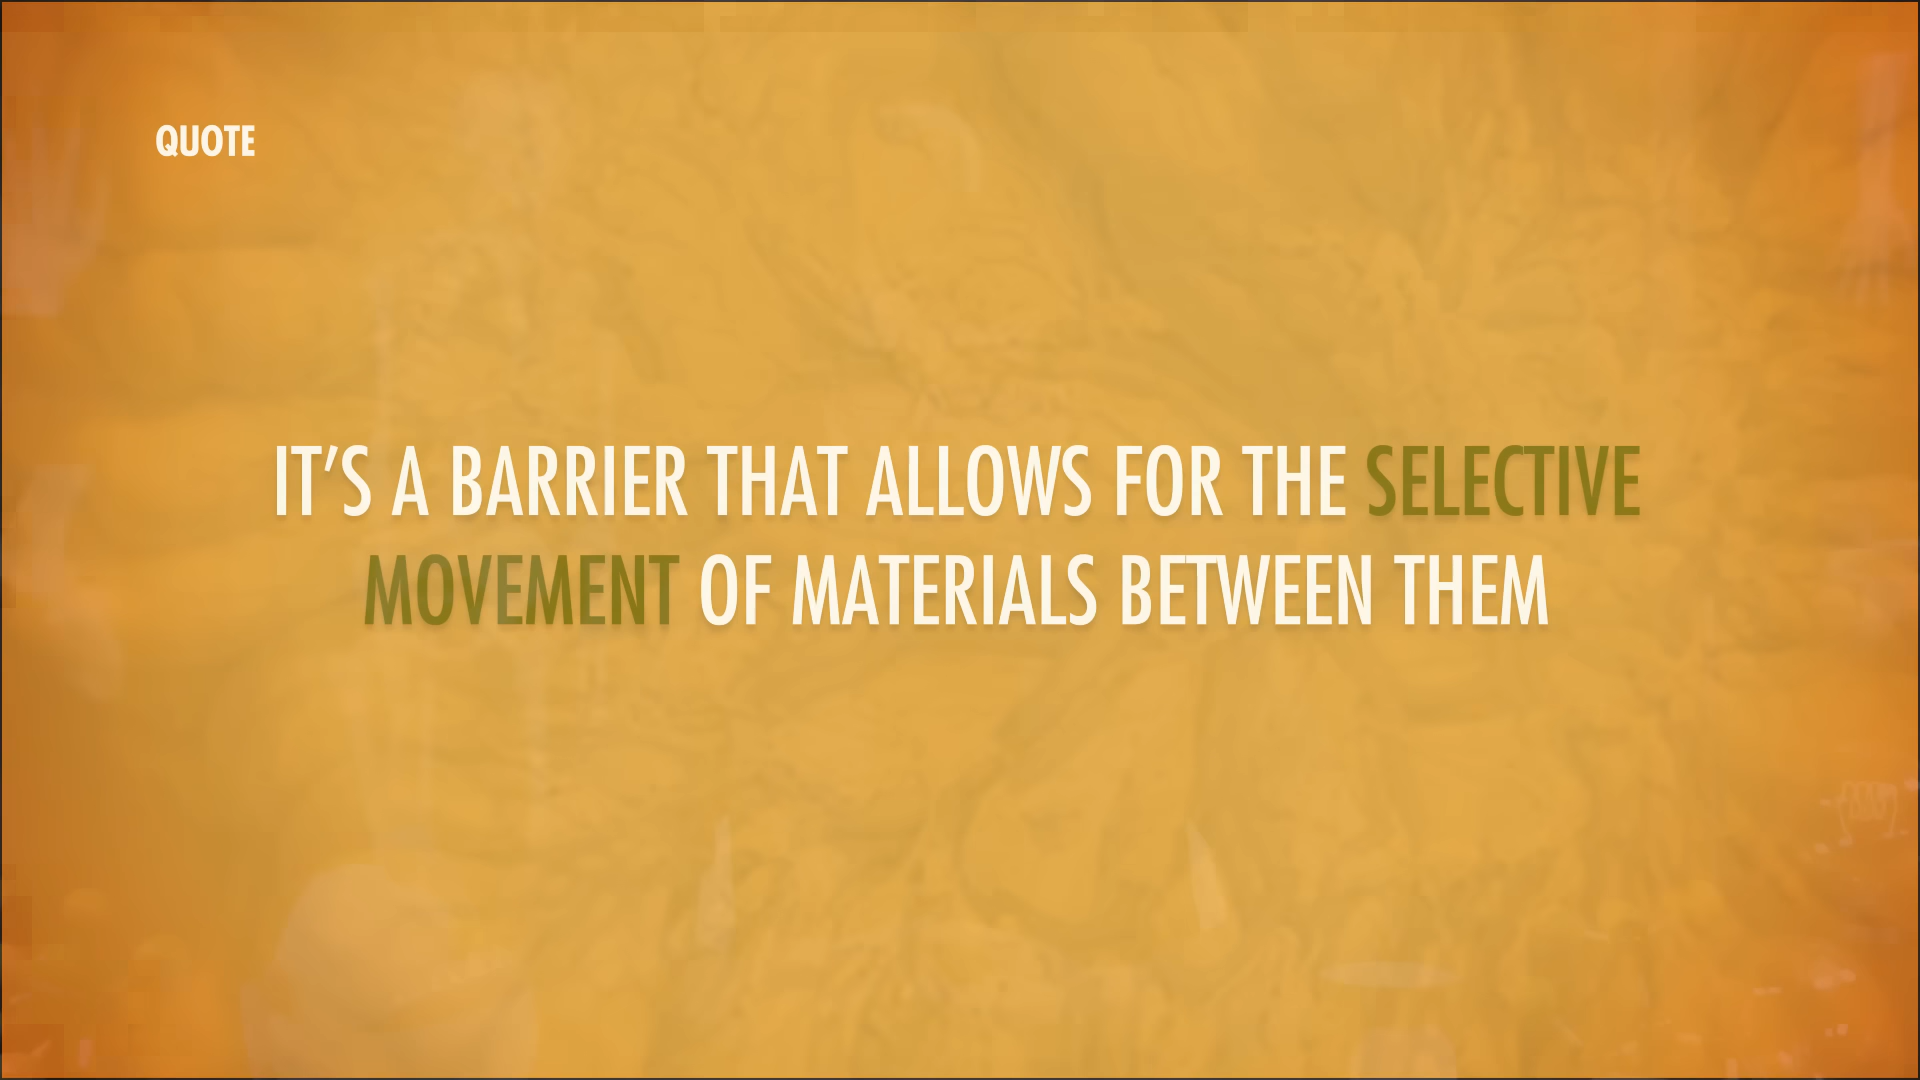 QUOTE
IT’S A BARRIER THAT ALLOWS FOR THE SELECTIVE
MOVEMENT OF MATERIALS BETWEEN THEM